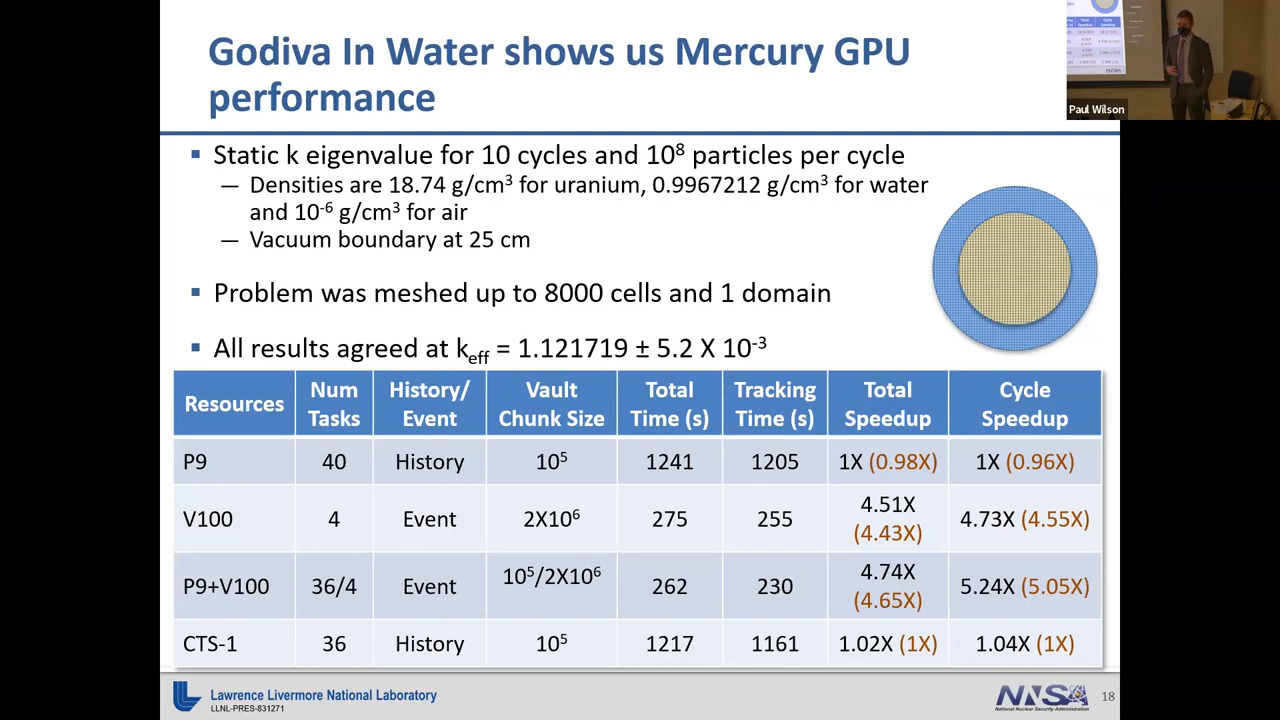 Godiva In Water shows us Mercury GPU
performance
Paul Wilson
▪ Static k eigenvalue for 10 cycles and 10⁸ particles per cycle
— Densities are 18.74 g/cm³ for uranium, 0.9967212 g/cm³ for water
and 10⁻⁶ g/cm³ for air
— Vacuum boundary at 25 cm
▪ Problem was meshed up to 8000 cells and 1 domain
▪ All results agreed at keff = 1.121719 ± 5.2 X 10⁻³
Resources Num Tasks History/ Event Vault Chunk Size Total Time (s) Tracking Time (s) Total Speedup Cycle Speedup
P9 40 History 10⁵ 1241 1205 1X (0.98X) 1X (0.96X)
V100 4 Event 2X10⁶ 275 255 4.51X (4.43X) 4.73X (4.55X)
P9+V100 36/4 Event 10⁵/2X10⁶ 262 230 4.74X (4.65X) 5.24X (5.05X)
CTS-1 36 History 10⁵ 1217 1161 1.02X (1X) 1.04X (1X)
Lawrence Livermore National Laboratory
LLNL-PRES-831271
NNSA
National Nuclear Security Administration
18